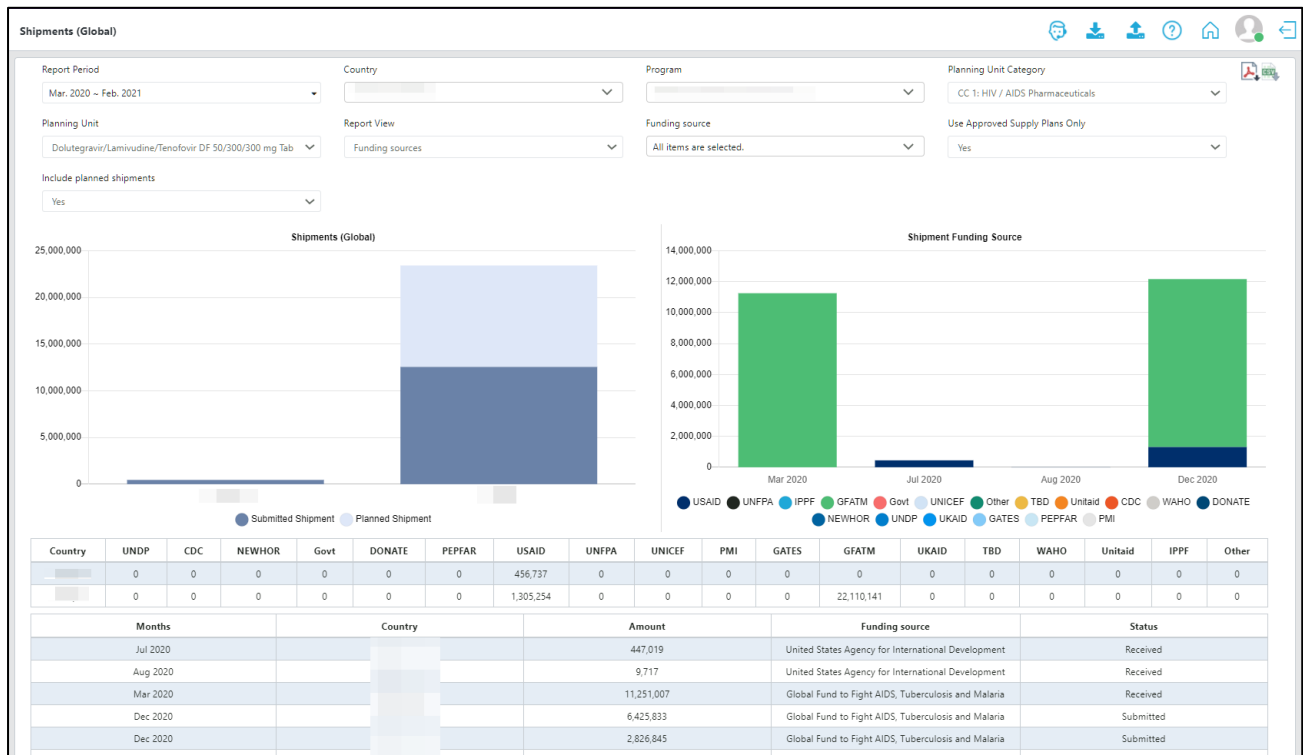 Shipments (Global)
Report Period Country Program Planning Unit Category
Mar. 2020 ~ Feb. 2021 CC 1: HIV / AIDS Pharmaceuticals
CSV
Planning Unit Report View Funding source Use Approved Supply Plans Only
Dolutegravir/Lamivudine/Tenofovir DF 50/300/300 mg Tab Funding sources All items are selected. Yes
Include planned shipments
Yes
Shipments (Global)
25,000,000
20,000,000
15,000,000
10,000,000
5,000,000
0
Submitted Shipment Planned Shipment
Shipment Funding Source
14,000,000
12,000,000
10,000,000
8,000,000
6,000,000
4,000,000
2,000,000
0
Mar 2020 Jul 2020 Aug 2020 Dec 2020
USAID UNFPA IPPF GFATM Govt UNICEF Other TBD Unitaid CDC WAHO DONATE
NEWHOR UNDP UKAID GATES PEPFAR PMI
Country UNDP CDC NEWHOR Govt DONATE PEPFAR USAID UNFPA UNICEF PMI GATES GFATM UKAID TBD WAHO Unitaid IPPF Other
0 0 0 0 0 0 456,737 0 0 0 0 0 0 0 0 0 0 0
0 0 0 0 0 0 1,305,254 0 0 0 0 22,110,141 0 0 0 0 0 0
Months Country Amount Funding source Status
Jul 2020 447,019 United States Agency for International Development Received
Aug 2020 9,717 United States Agency for International Development Received
Mar 2020 11,251,007 Global Fund to Fight AIDS, Tuberculosis and Malaria Received
Dec 2020 6,425,833 Global Fund to Fight AIDS, Tuberculosis and Malaria Submitted
Dec 2020 2,826,845 Global Fund to Fight AIDS, Tuberculosis and Malaria Submitted